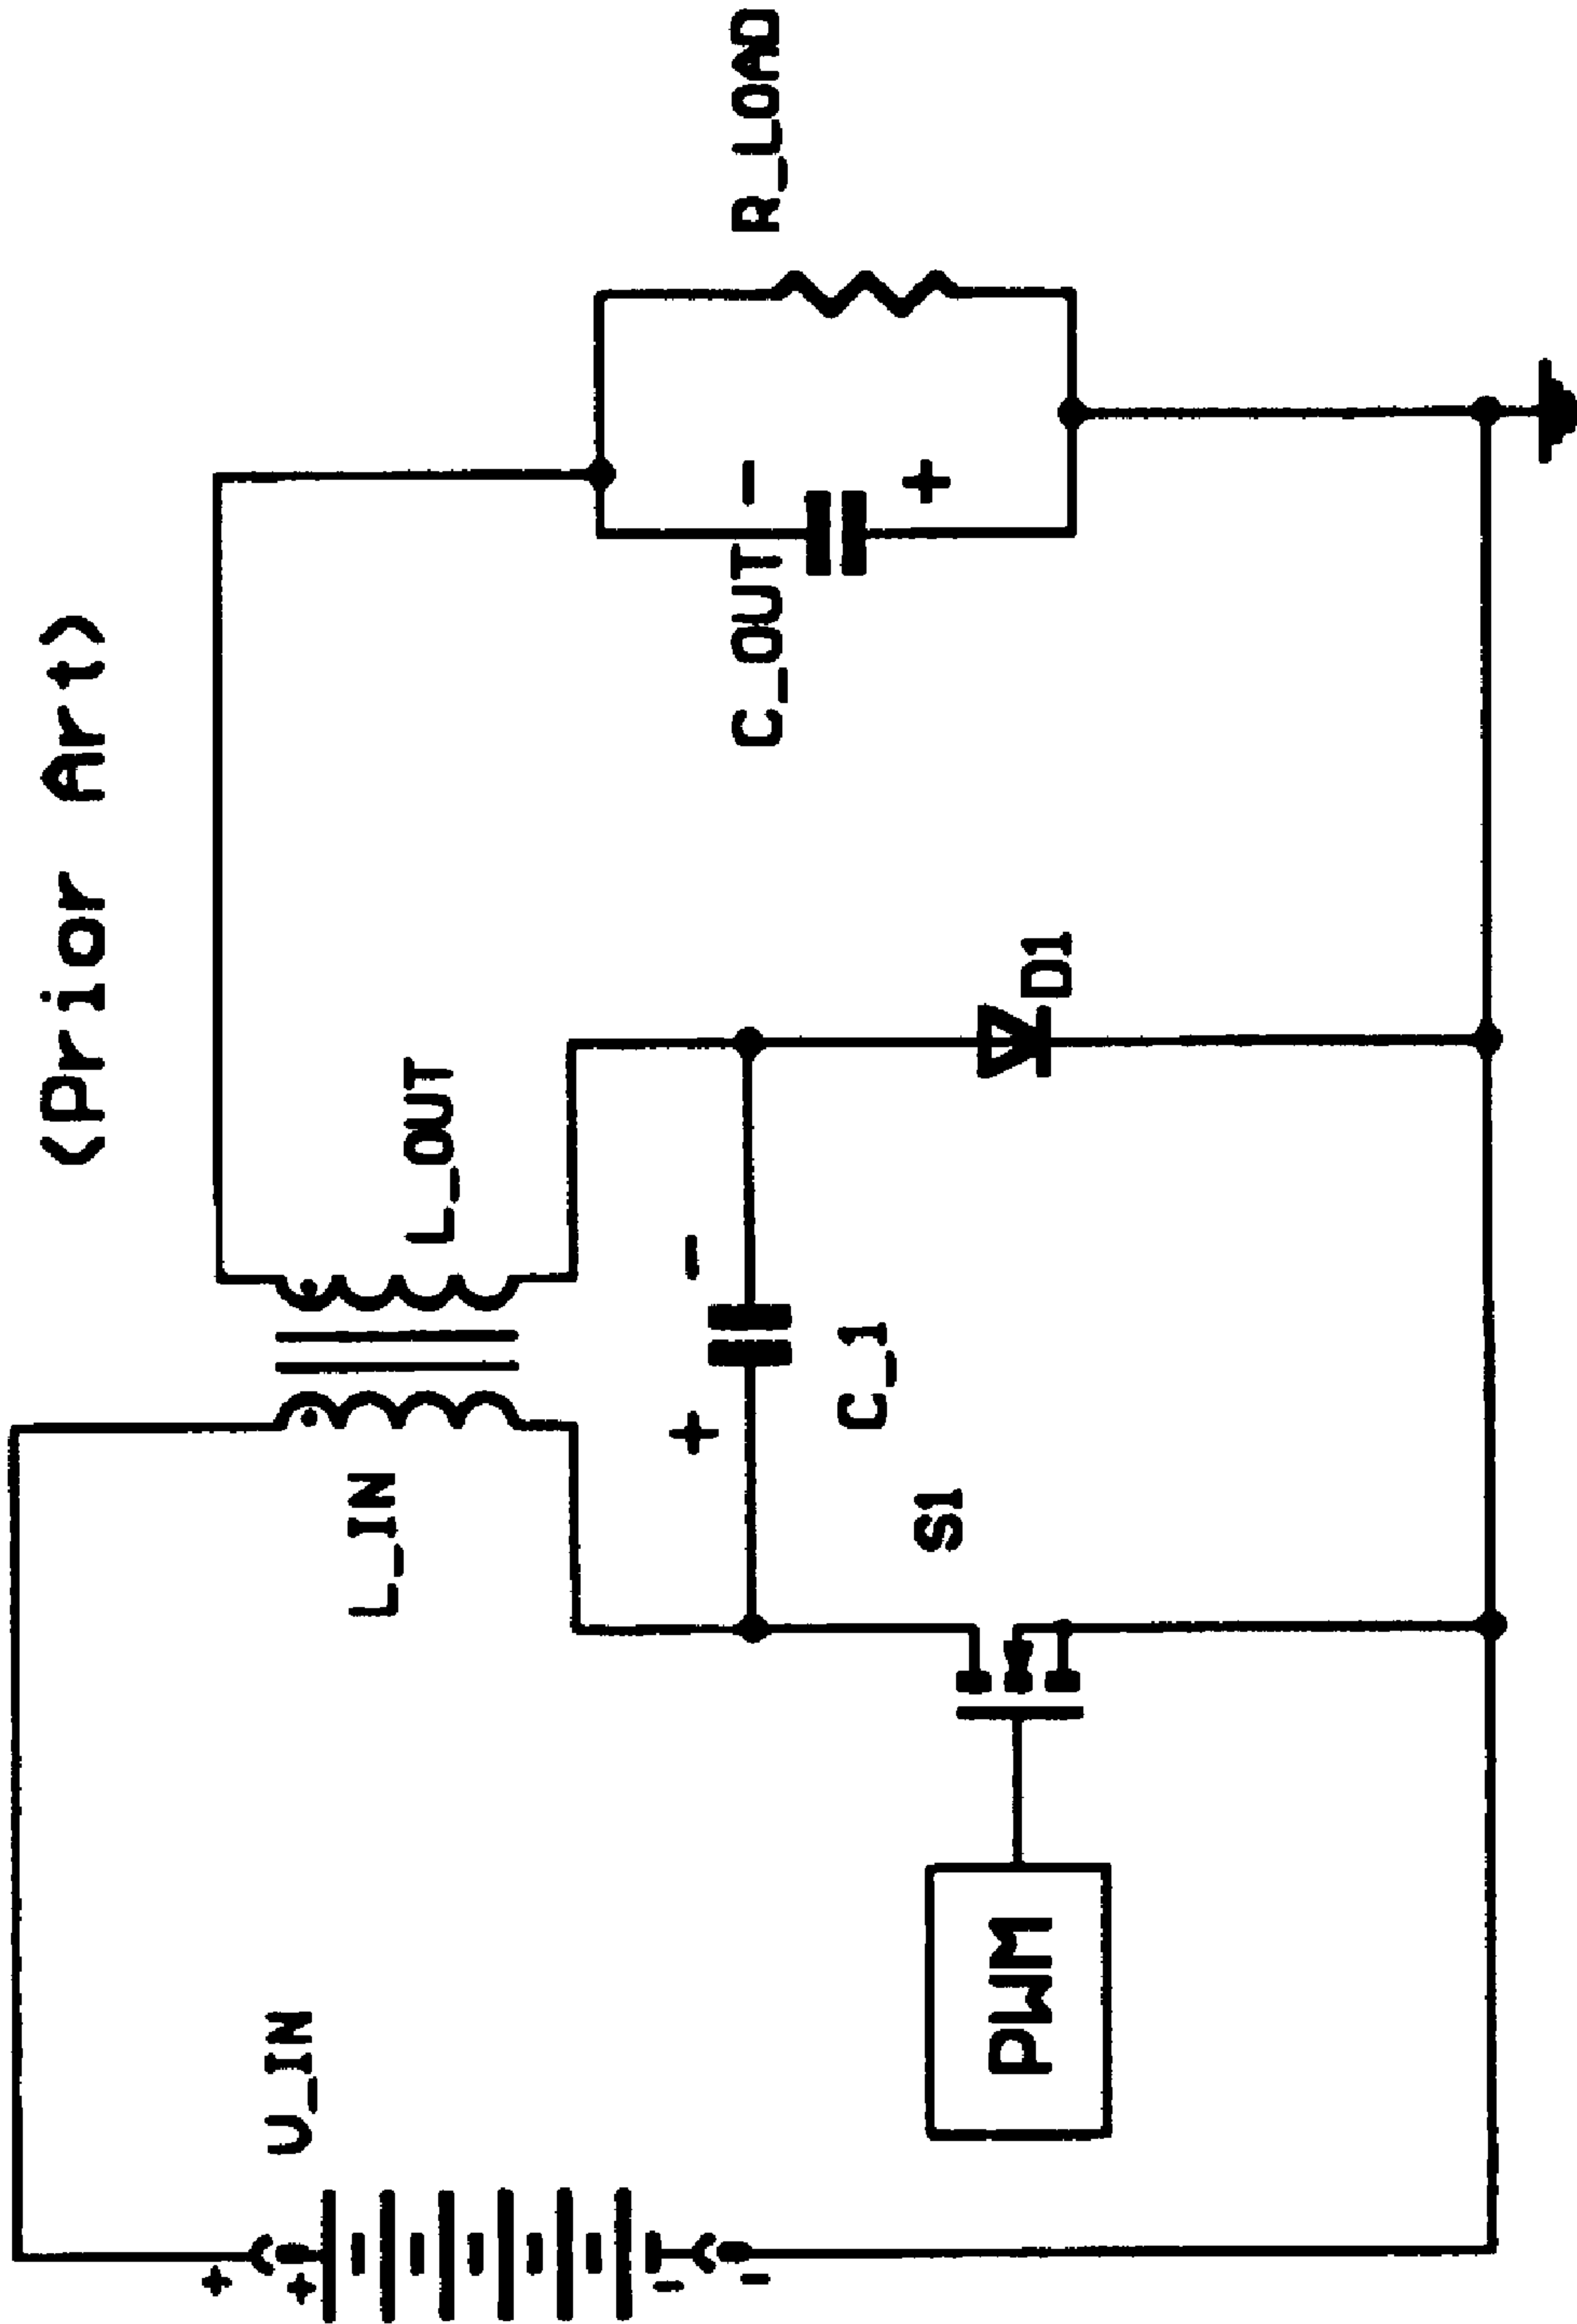 (Prior Art)
U_IN
+
+
-
-
L_IN
L_OUT
+
-
C_1
S1
PWM
D1
C_OUT
-
+
R_LOAD